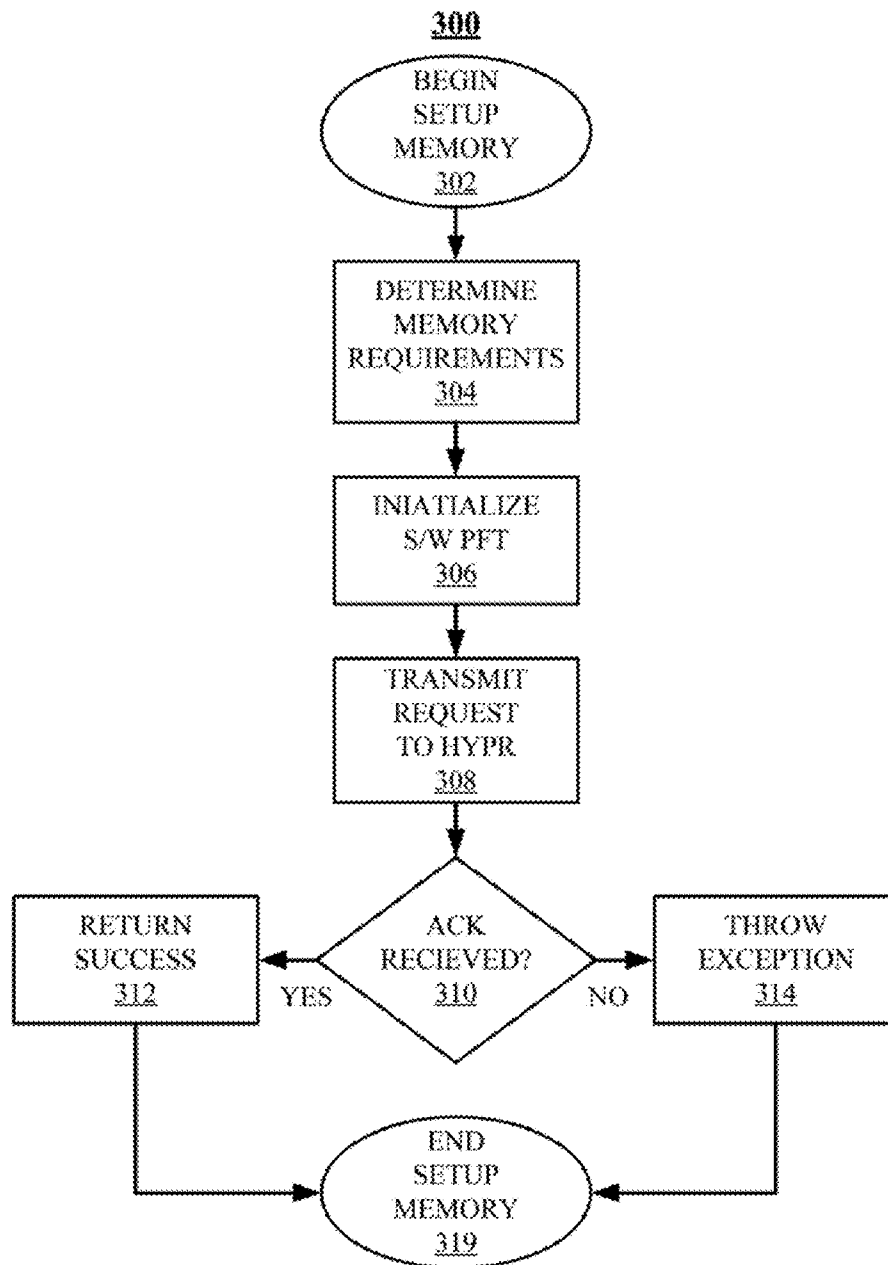 300
BEGIN
SETUP
MEMORY
302
DETERMINE
MEMORY
REQUIREMENTS
304
INIATIALIZE
S/W PFT
306
TRANSMIT
REQUEST
TO HYPR
308
RETURN
SUCCESS
312
YES
ACK
RECIEVED?
310
NO
THROW
EXCEPTION
314
END
SETUP
MEMORY
319